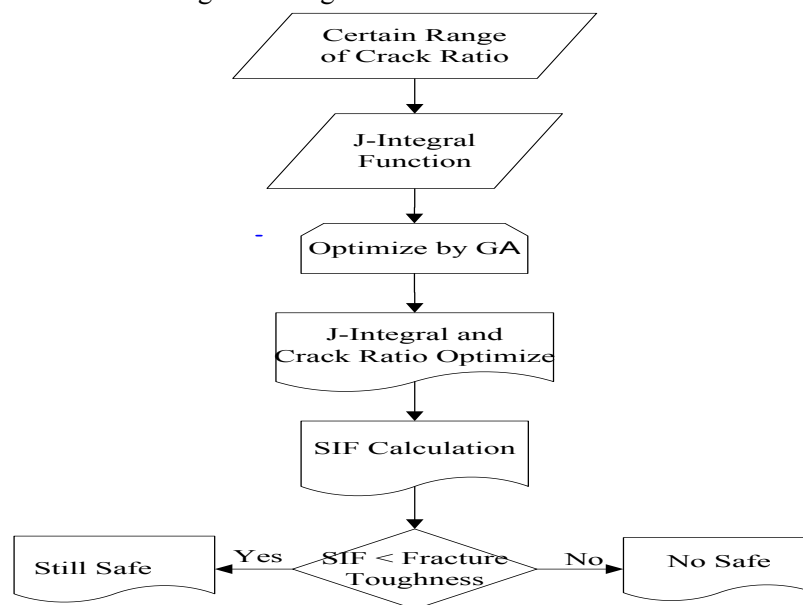 Certain Range
of Crack Ratio
J-Integral
Function
Optimize by GA
J-Integral and
Crack Ratio Optimize
SIF Calculation
SIF < Fracture
Toughness
Yes
No
Still Safe
No Safe